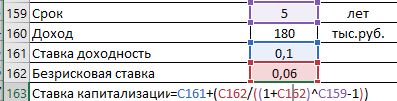 159 Срок 5 лет
160 Доход 180 тыс.руб.
161 Ставка доходность 0,1
162 Безрисковая ставка 0,06
163 Ставка капитализаци=C161+(C162/((1+C162)^C159-1))